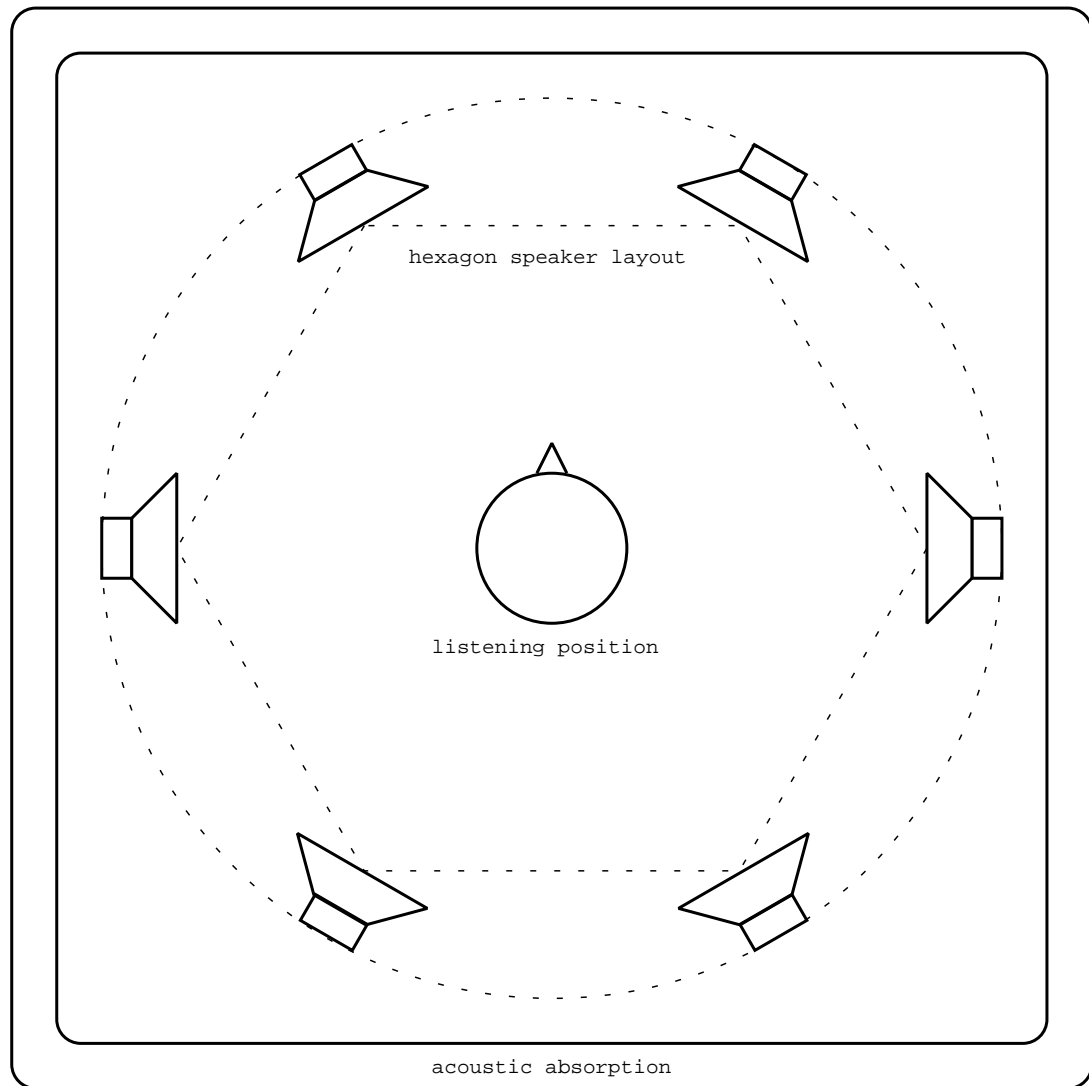 hexagon speaker layout
listening position
acoustic absorption